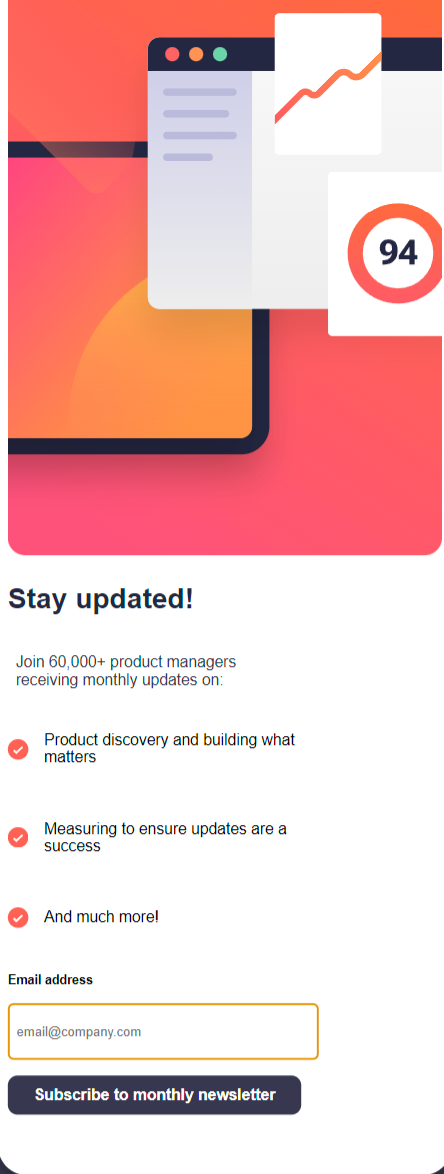 94
Stay updated!
Join 60,000+ product managers
receiving monthly updates on:
Product discovery and building what
matters
Measuring to ensure updates are a
success
And much more!
Email address
email@company.com
Subscribe to monthly newsletter